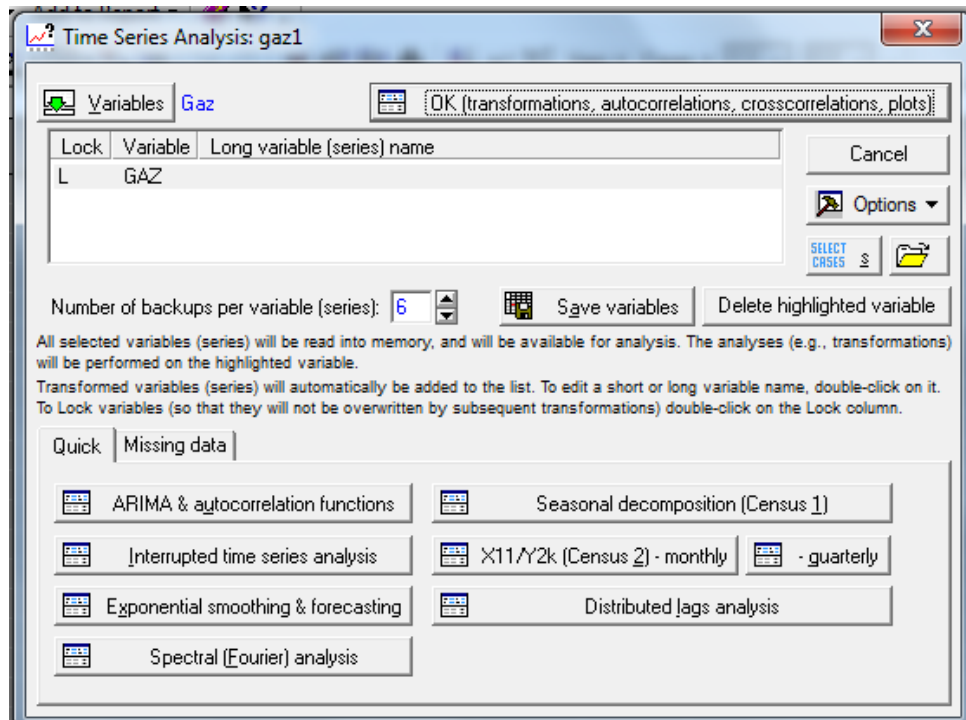 Add to Report
Time Series Analysis: gaz1
Variables Gaz OK (transformations, autocorrelations, crosscorrelations, plots)
Lock Variable Long variable (series) name
L GAZ
Cancel
Options
SELECT CASES S
Number of backups per variable (series): 6 Save variables Delete highlighted variable
All selected variables (series) will be read into memory, and will be available for analysis. The analyses (e.g., transformations)
will be performed on the highlighted variable.
Transformed variables (series) will automatically be added to the list. To edit a short or long variable name, double-click on it.
To Lock variables (so that they will not be overwritten by subsequent transformations) double-click on the Lock column.
Quick Missing data
ARIMA & autocorrelation functions Seasonal decomposition (Census 1)
Interrupted time series analysis X11/Y2k (Census 2) - monthly - quarterly
Exponential smoothing & forecasting Distributed lags analysis
Spectral (Fourier) analysis